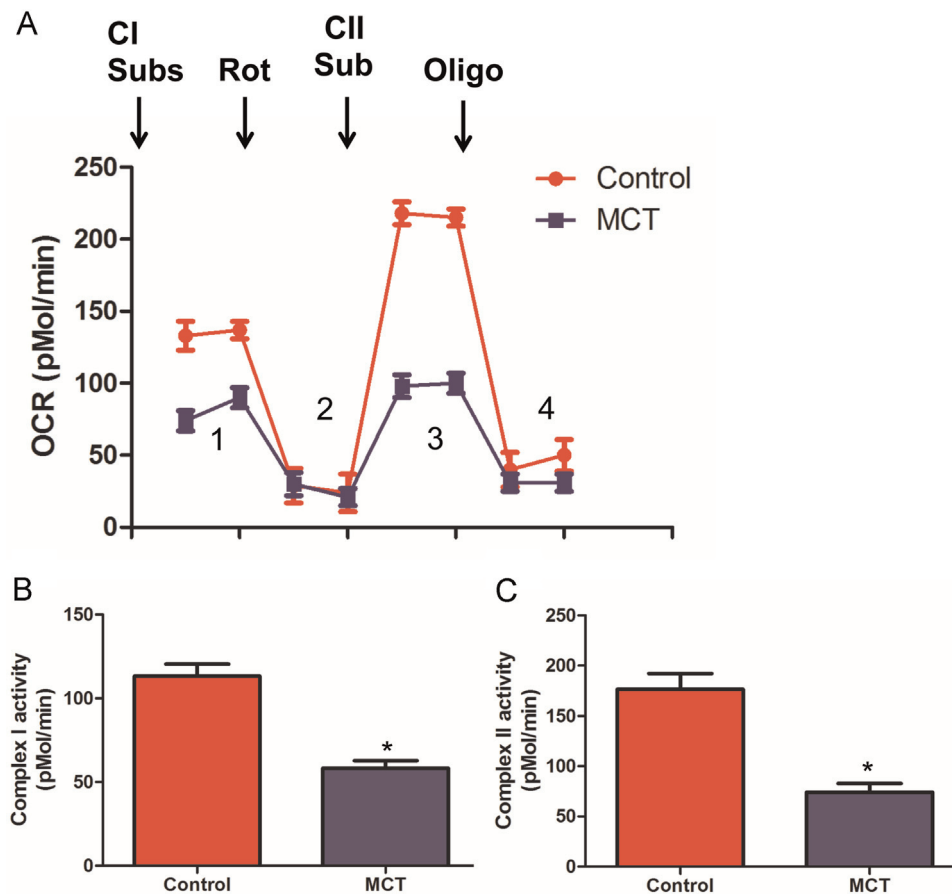 A
CI
Subs
Rot
CII
Sub
Oligo
250
200
150
100
50
0
OCR (pMol/min)
Control
MCT
1
2
3
4
B
150
100
50
0
Complex I activity
(pMol/min)
Control
MCT
*
C
250
200
150
100
50
0
Complex II activity
(pMol/min)
Control
MCT
*